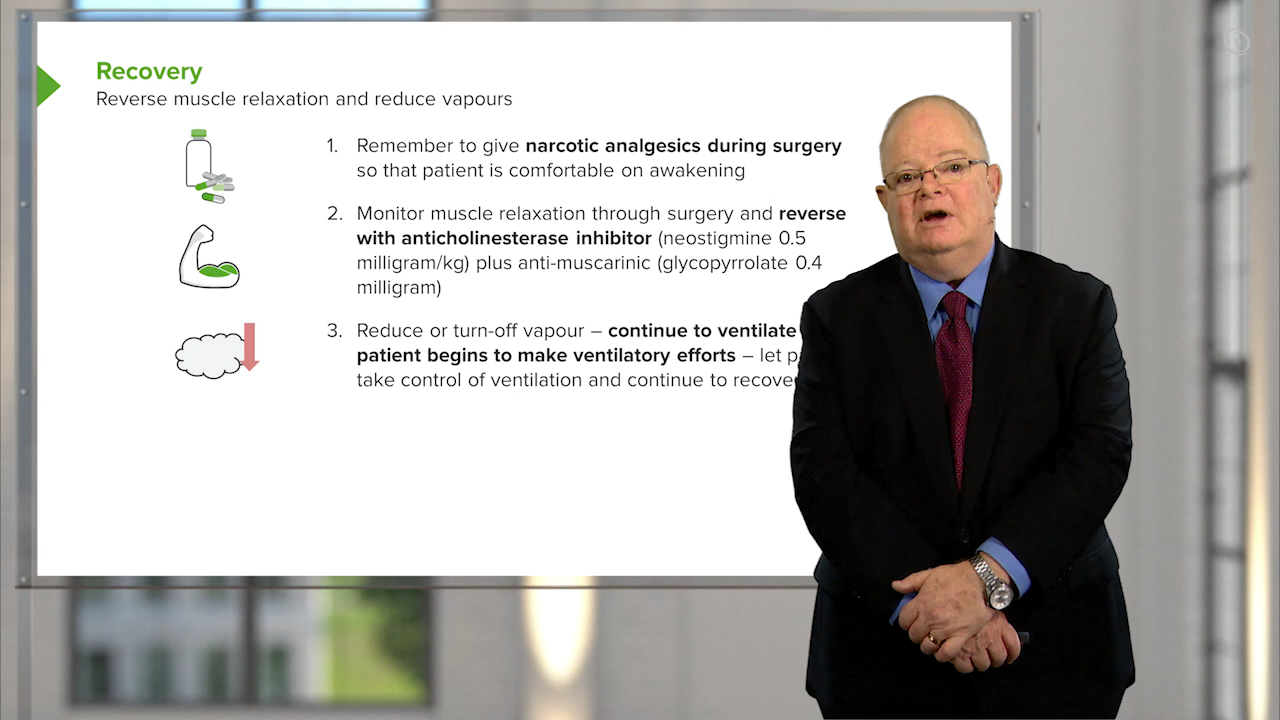 Recovery
Reverse muscle relaxation and reduce vapours
1. Remember to give narcotic analgesics during surgery
so that patient is comfortable on awakening
2. Monitor muscle relaxation through surgery and reverse
with anticholinesterase inhibitor (neostigmine 0.5
milligram/kg) plus anti-muscarinic (glycopyrrolate 0.4
milligram)
3. Reduce or turn-off vapour – continue to ventilate
patient begins to make ventilatory efforts – let
take control of ventilation and continue to